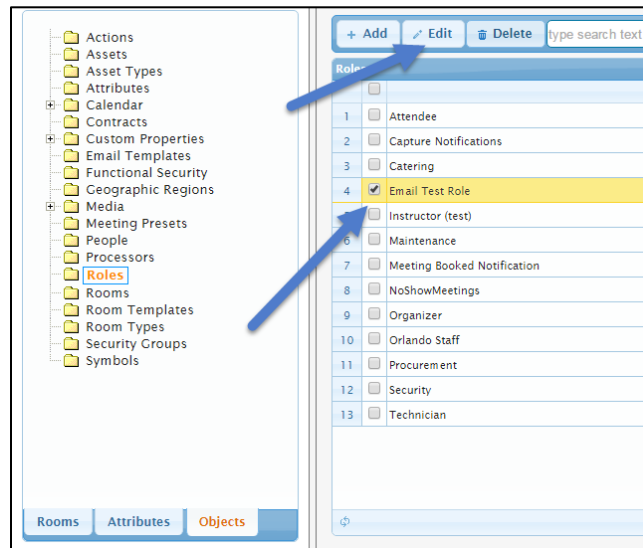 Actions
Assets
Asset Types
Attributes
Calendar
Contracts
Custom Properties
Email Templates
Functional Security
Geographic Regions
Media
Meeting Presets
People
Processors
Roles
Rooms
Room Templates
Room Types
Security Groups
Symbols
Rooms Attributes Objects
+ Add Edit Delete type search text
Roles
1 Attendee
2 Capture Notifications
3 Catering
4 Email Test Role
Instructor (test)
6 Maintenance
7 Meeting Booked Notification
8 NoShowMeetings
9 Organizer
10 Orlando Staff
11 Procurement
12 Security
13 Technician